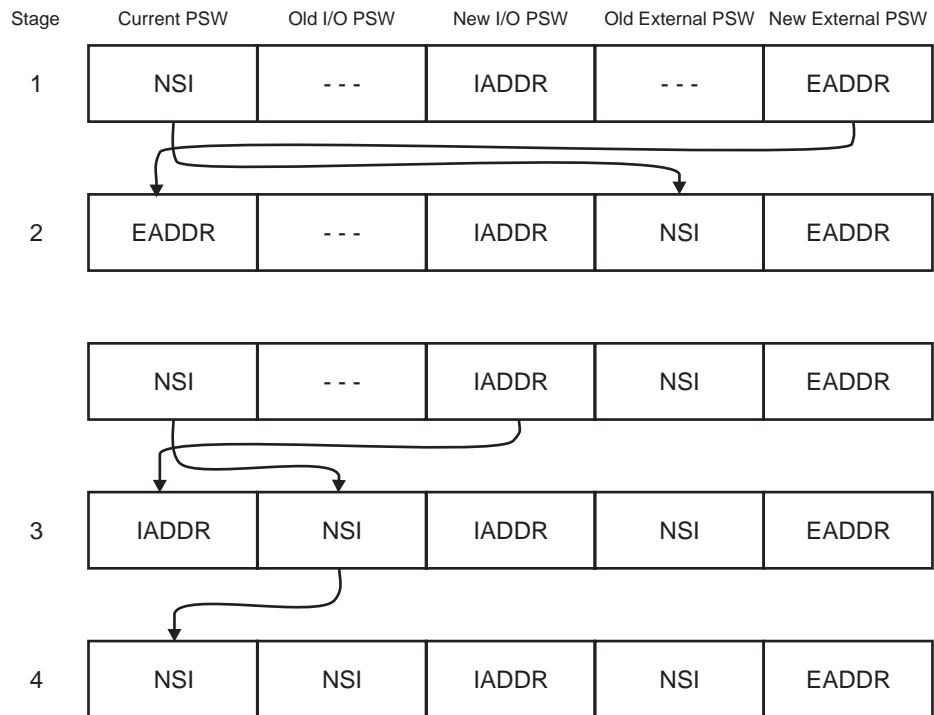 Stage Current PSW Old I/O PSW New I/O PSW Old External PSW New External PSW
1 NSI - - - IADDR - - - EADDR
2 EADDR - - - IADDR NSI EADDR
NSI - - - IADDR NSI EADDR
3 IADDR NSI IADDR NSI EADDR
4 NSI NSI IADDR NSI EADDR